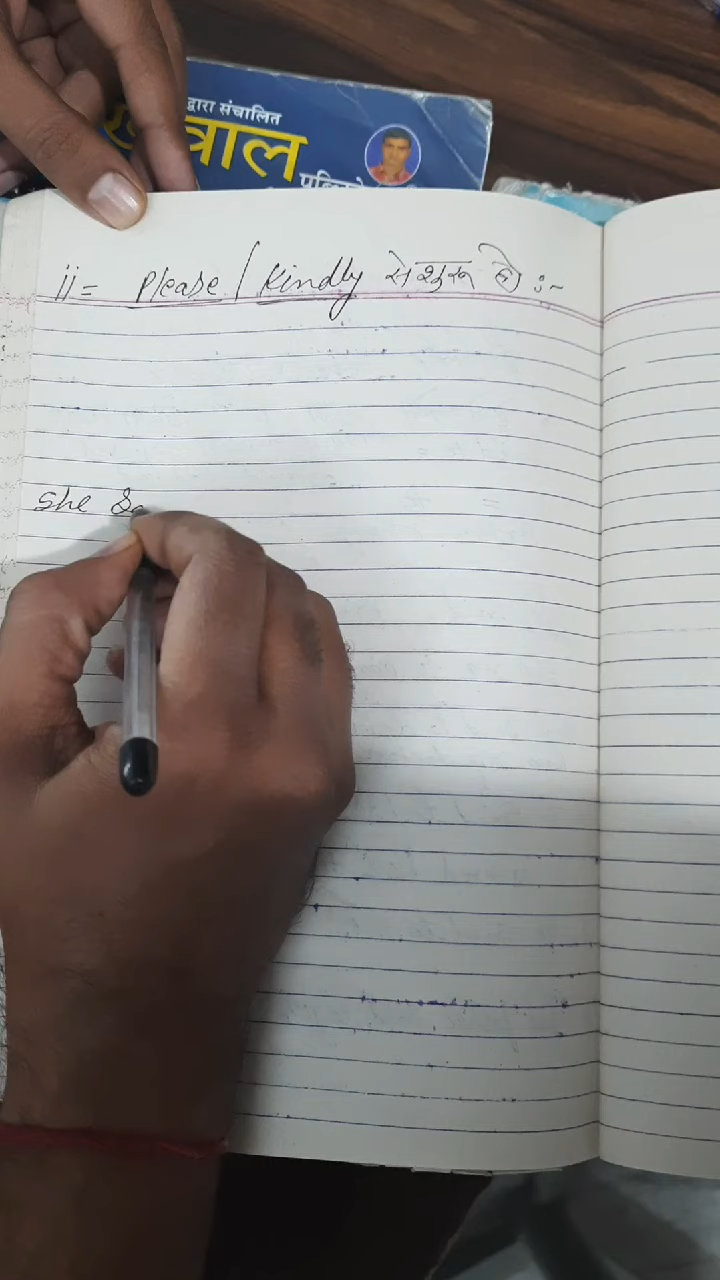 द्वारा संचालित
वाल
ii = Please / Kindly से शुरू हो :-
she